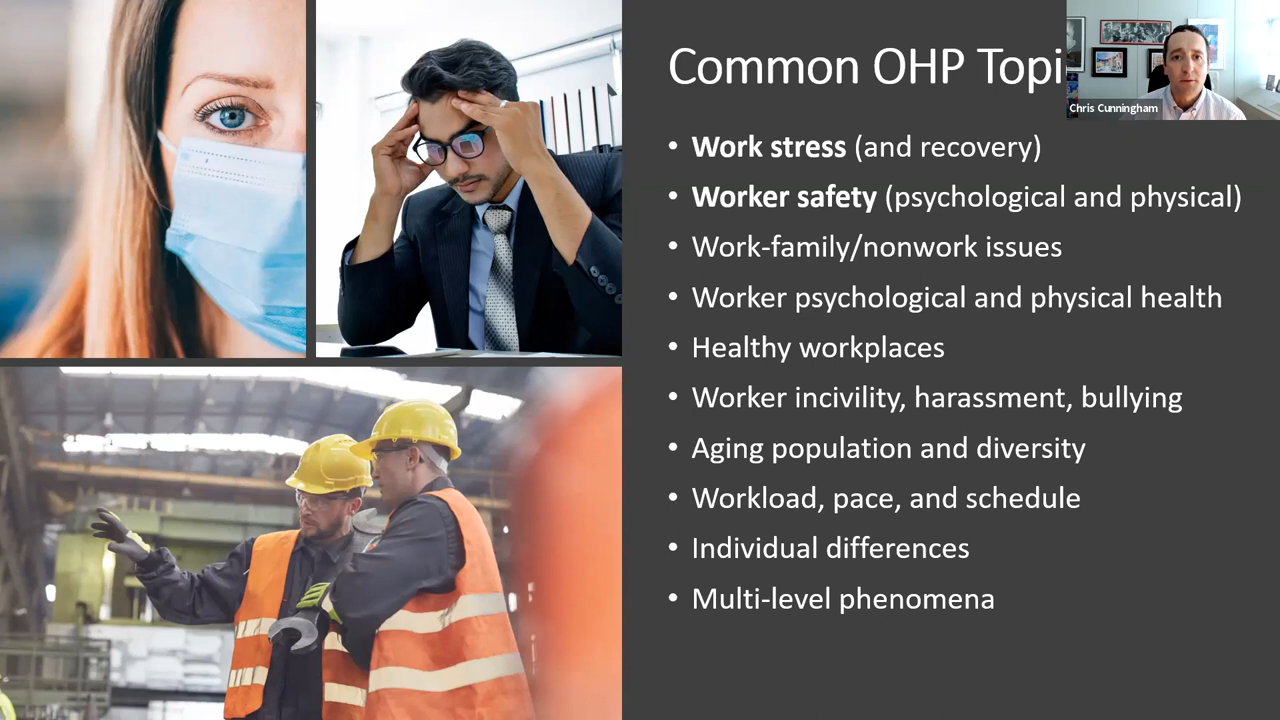 Common OHP Topi
Chris Cunningham
• Work stress (and recovery)
• Worker safety (psychological and physical)
• Work-family/nonwork issues
• Worker psychological and physical health
• Healthy workplaces
• Worker incivility, harassment, bullying
• Aging population and diversity
• Workload, pace, and schedule
• Individual differences
• Multi-level phenomena